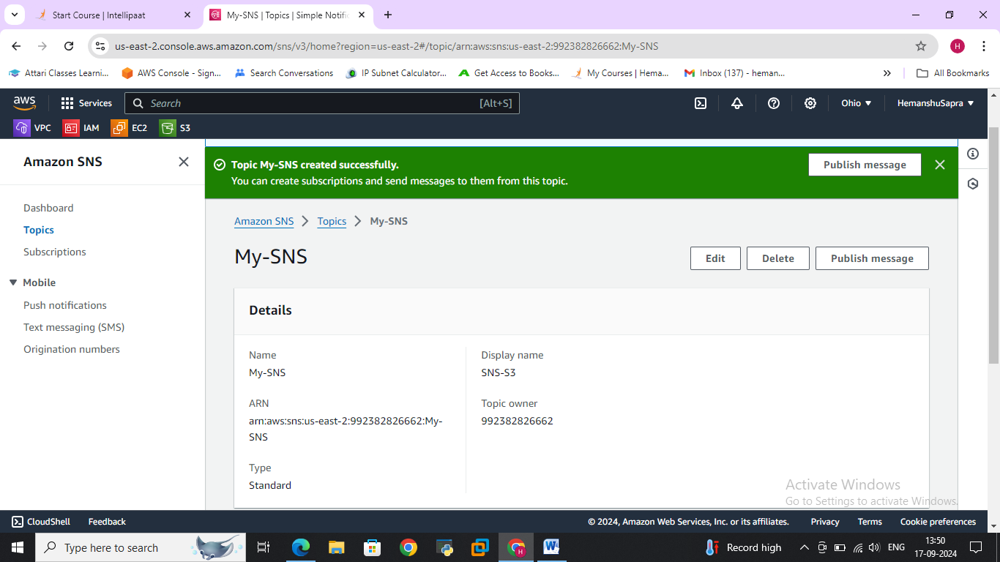 Start Course | Intellipaat
My-SNS | Topics | Simple Notific
us-east-2.console.aws.amazon.com/sns/v3/home?region=us-east-2#/topic/arn:aws:sns:us-east-2:992382826662:My-SNS
H
Attari Classes Learni...
AWS Console - Sign...
Search Conversations
IP Subnet Calculator...
Get Access to Books...
My Courses | Hema...
Inbox (137) - heman...
All Bookmarks
aws
Services
Search
[Alt+S]
Ohio
HemanshuSapra
VPC
IAM
EC2
S3
Amazon SNS
Dashboard
Topics
Subscriptions
Mobile
Push notifications
Text messaging (SMS)
Origination numbers
Topic My-SNS created successfully.
You can create subscriptions and send messages to them from this topic.
Publish message
Amazon SNS
Topics
My-SNS
My-SNS
Edit
Delete
Publish message
Details
Name
My-SNS
ARN
arn:aws:sns:us-east-2:992382826662:My-
SNS
Type
Standard
Display name
SNS-S3
Topic owner
992382826662
Activate Windows
Go to Settings to activate Windows.
CloudShell
Feedback
© 2024, Amazon Web Services, Inc. or its affiliates.
Privacy
Terms
Cookie preferences
Type here to search
H
W
Record high
ENG
13:50
17-09-2024